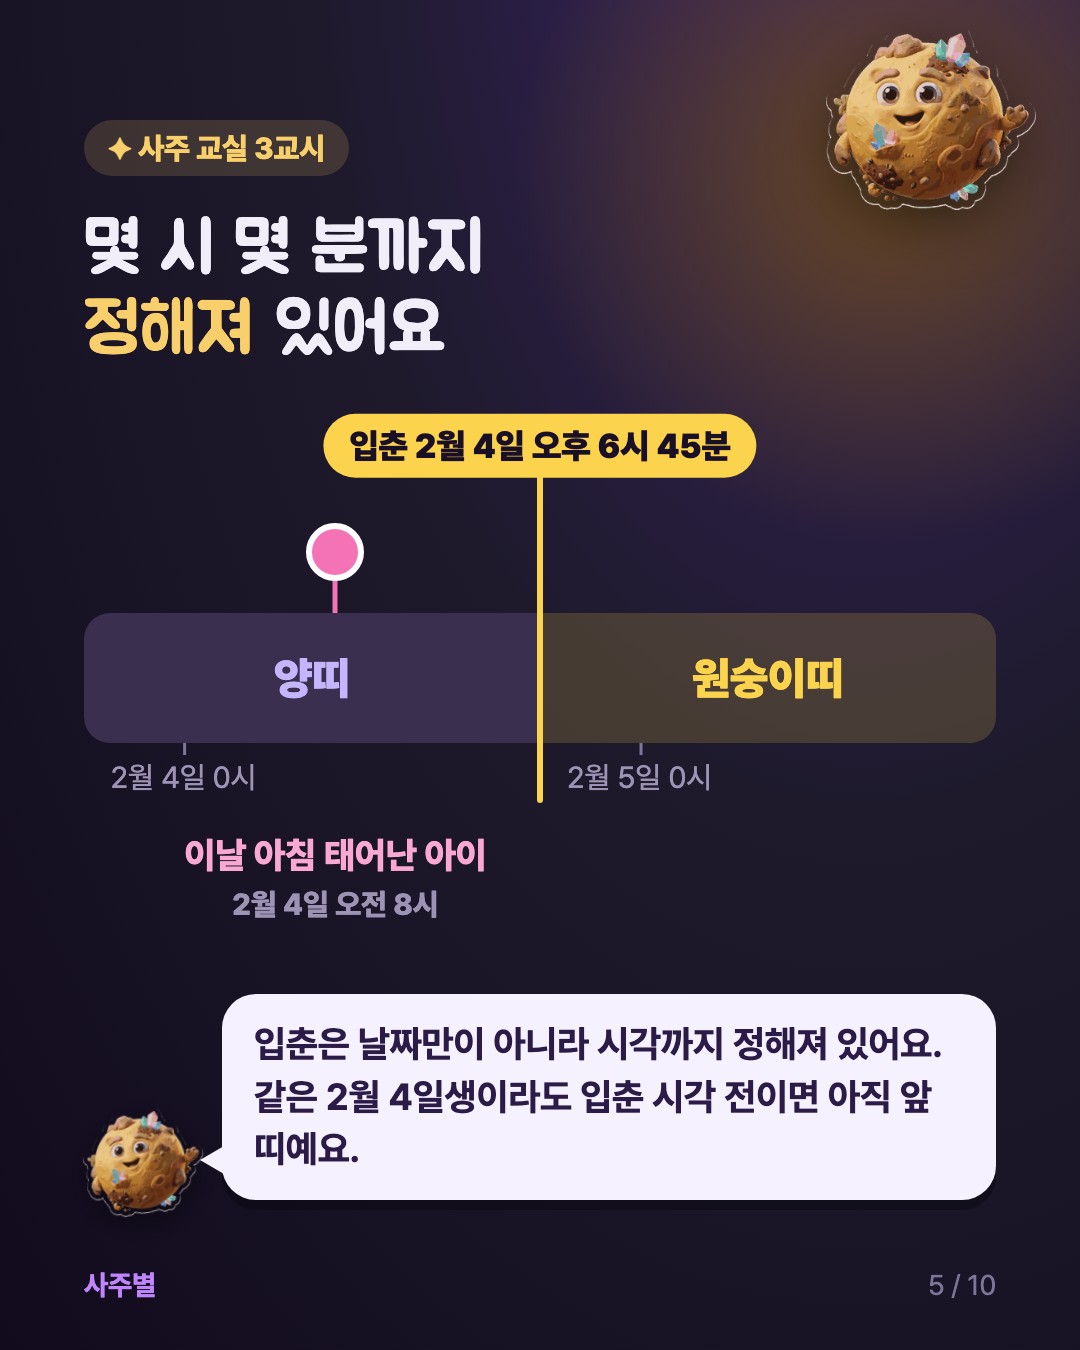 ✦ 사주 교실 3교시
몇 시 몇 분까지
정해져 있어요
입춘 2월 4일 오후 6시 45분
양띠
원숭이띠
2월 4일 0시
2월 5일 0시
이날 아침 태어난 아이
2월 4일 오전 8시
입춘은 날짜만이 아니라 시각까지 정해져 있어요.
같은 2월 4일생이라도 입춘 시각 전이면 아직 앞
띠예요.
사주별
5 / 10